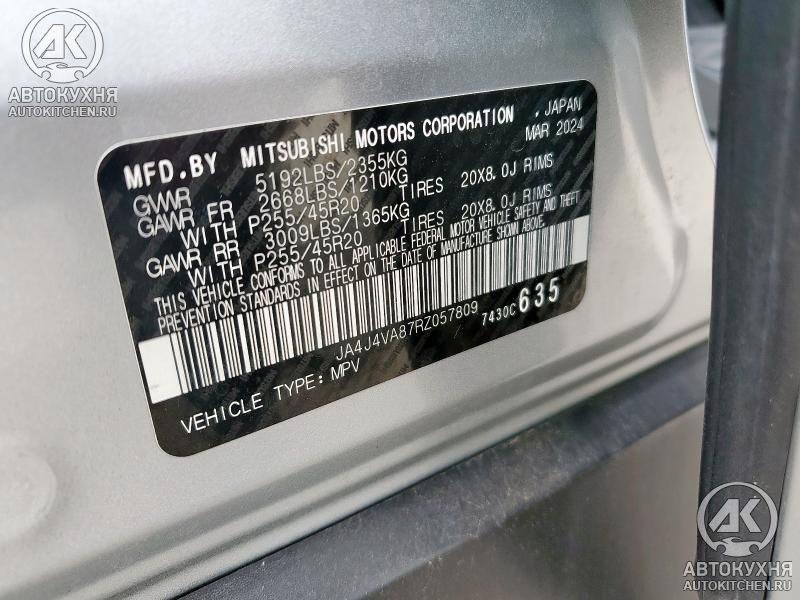 АК
АВТОКУХНЯ
AUTOKITCHEN.RU
MFD.BY MITSUBISHI MOTORS CORPORATION , JAPAN
MAR 2024
GVWR 5192LBS/2355KG
GAWR FR 2668LBS/1210KG
WITH P255/45R20 TIRES 20X8.0J RIMS
GAWR RR 3009LBS/1365KG
WITH P255/45R20 TIRES 20X8.0J RIMS
THIS VEHICLE CONFORMS TO ALL APPLICABLE FEDERAL MOTOR VEHICLE SAFETY AND THEFT
PREVENTION STANDARDS IN EFFECT ON THE DATE OF MANUFACTURE SHOWN ABOVE.
JA4J4VA87RZ057809 7430C 635
VEHICLE TYPE: MPV
АК
АВТОКУХНЯ
AUTOKITCHEN.RU